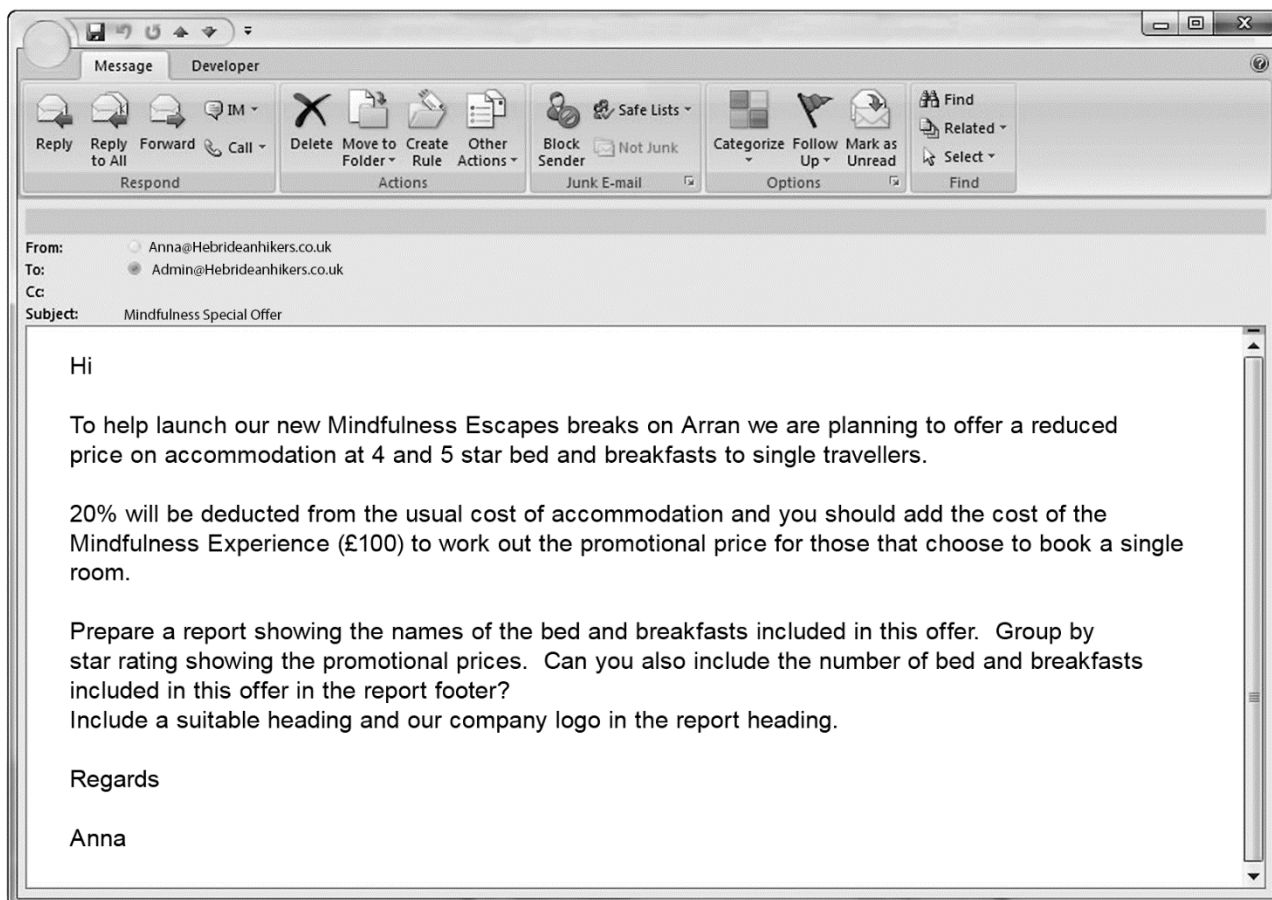 Message Developer
Reply Reply to All Forward IM Call
Delete Move to Folder Create Rule Other Actions
Block Sender Safe Lists Not Junk
Categorize Follow Up Mark as Unread
Find Related Select
Respond Actions Junk E-mail Options Find
From: Anna@Hebrideanhikers.co.uk
To: Admin@Hebrideanhikers.co.uk
Cc:
Subject: Mindfulness Special Offer
Hi
To help launch our new Mindfulness Escapes breaks on Arran we are planning to offer a reduced
price on accommodation at 4 and 5 star bed and breakfasts to single travellers.
20% will be deducted from the usual cost of accommodation and you should add the cost of the
Mindfulness Experience (£100) to work out the promotional price for those that choose to book a single
room.
Prepare a report showing the names of the bed and breakfasts included in this offer.  Group by
star rating showing the promotional prices.  Can you also include the number of bed and breakfasts
included in this offer in the report footer?
Include a suitable heading and our company logo in the report heading.
Regards
Anna